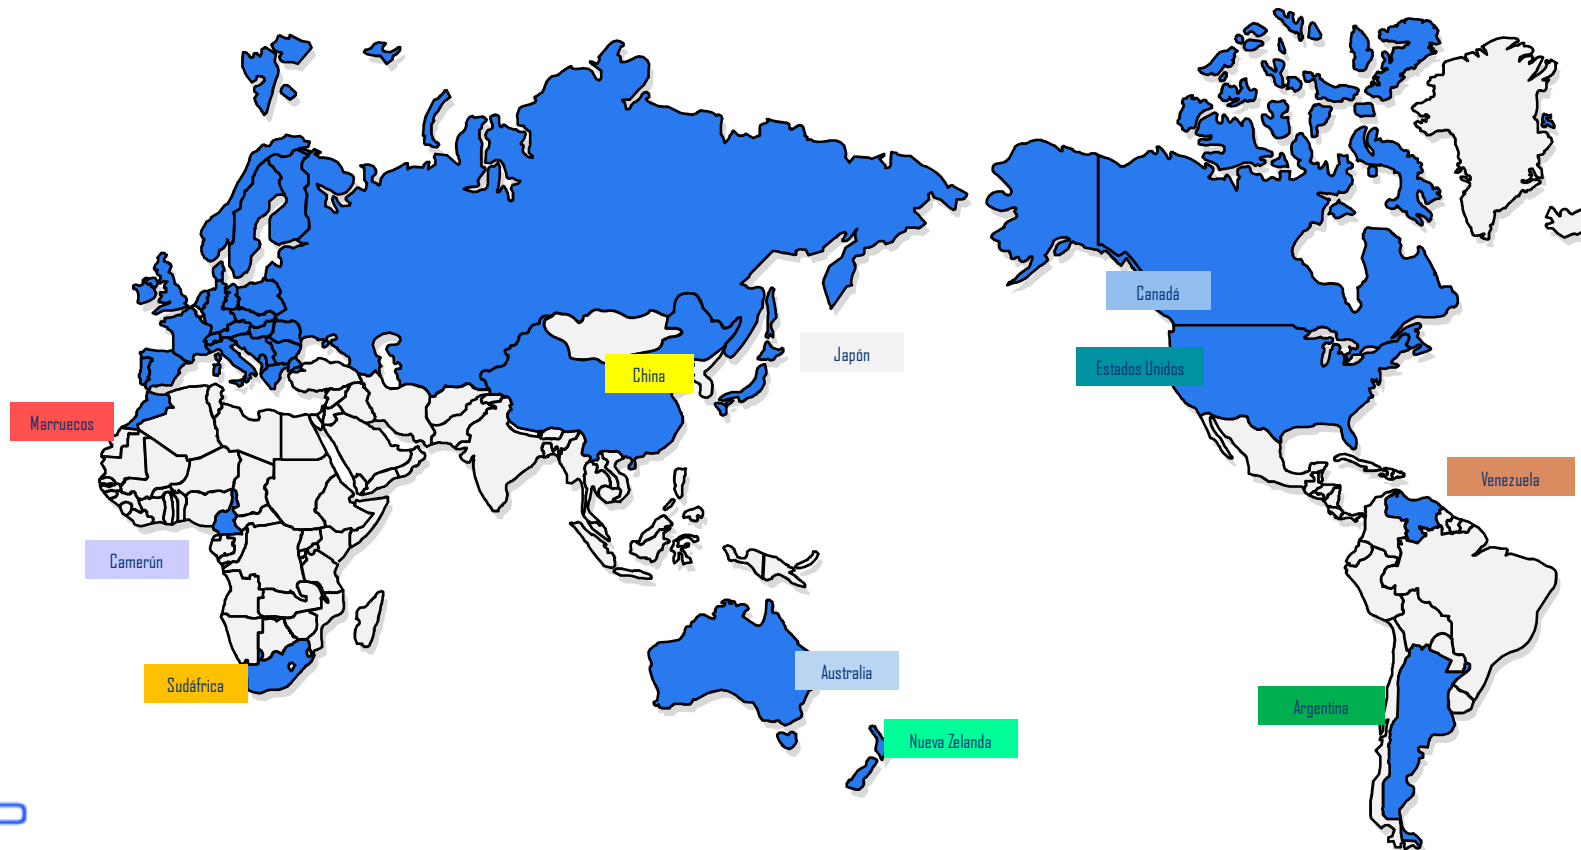 Canadá
Japón
Estados Unidos
China
Marruecos
Venezuela
Camerún
Australia
Sudáfrica
Argentina
Nueva Zelanda